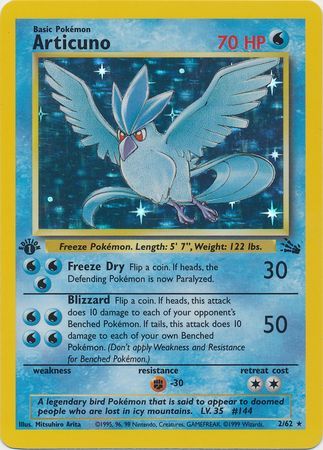 Basic Pokémon
Articuno 70 HP
Freeze Pokémon. Length: 5' 7", Weight: 122 lbs.
EDITION
1
Freeze Dry Flip a coin. If heads, the 30
Defending Pokémon is now Paralyzed.
Blizzard Flip a coin. If heads, this attack
does 10 damage to each of your opponent's
Benched Pokémon. If tails, this attack does 50
10 damage to each of your own Benched
Pokémon. (Don't apply Weakness and Resistance
for Benched Pokémon.)
weakness resistance retreat cost
-30
A legendary bird Pokémon that is said to appear to doomed
people who are lost in icy mountains. LV. 35 #144
Illus. Mitsuhiro Arita ©1995, 96, 98 Nintendo, Creatures, GAMEFREAK. ©1999 Wizards. 2/62 ★